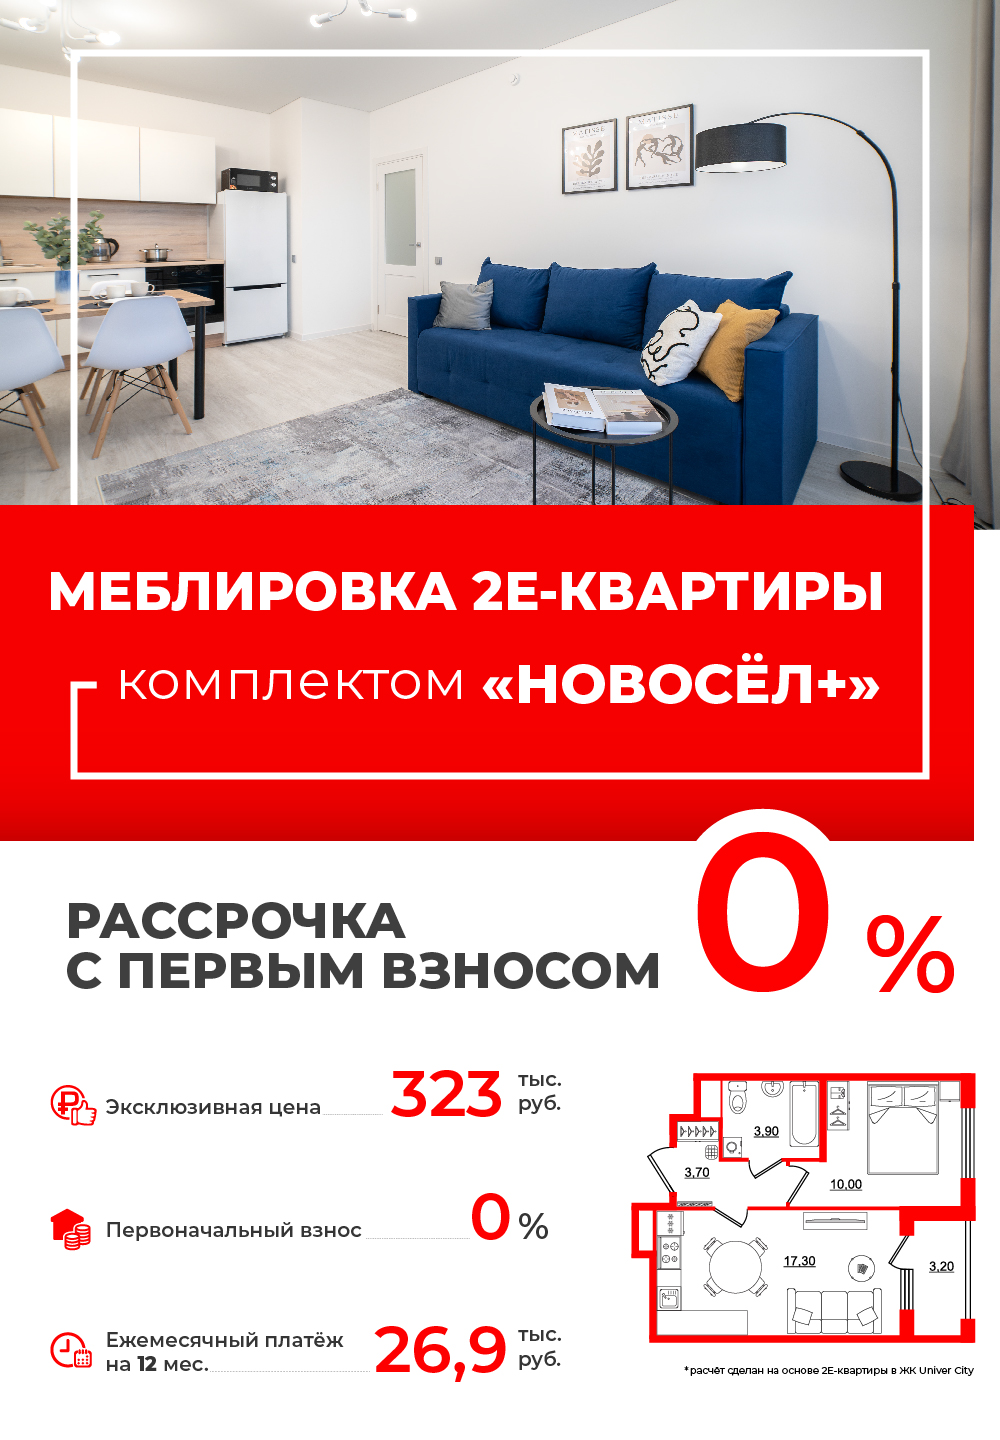 MATISSE
MATISSE
МЕБЛИРОВКА 2Е-КВАРТИРЫ
комплектом «НОВОСЁЛ+»
РАССРОЧКА
С ПЕРВЫМ ВЗНОСОМ
0 %
Эксклюзивная цена 323 тыс. руб.
Первоначальный взнос 0 %
Ежемесячный платёж
на 12 мес. 26,9 тыс. руб.
3,90
3,70
10,00
17,30
3,20
*расчёт сделан на основе 2Е-квартиры в ЖК Univer City